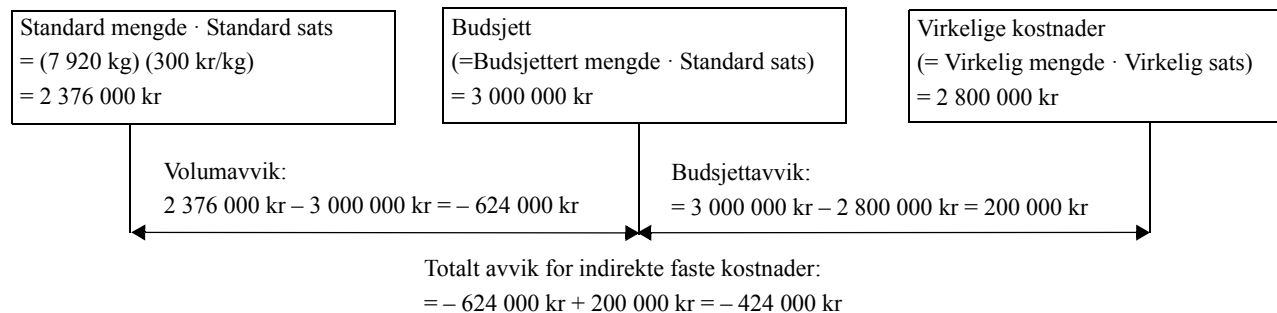 Standard mengde · Standard sats
= (7 920 kg) (300 kr/kg)
= 2 376 000 kr
Budsjett
(=Budsjettert mengde · Standard sats)
= 3 000 000 kr
Virkelige kostnader
(= Virkelig mengde · Virkelig sats)
= 2 800 000 kr
Volumavvik:
2 376 000 kr – 3 000 000 kr = – 624 000 kr
Budsjettavvik:
= 3 000 000 kr – 2 800 000 kr = 200 000 kr
Totalt avvik for indirekte faste kostnader:
= – 624 000 kr + 200 000 kr = – 424 000 kr